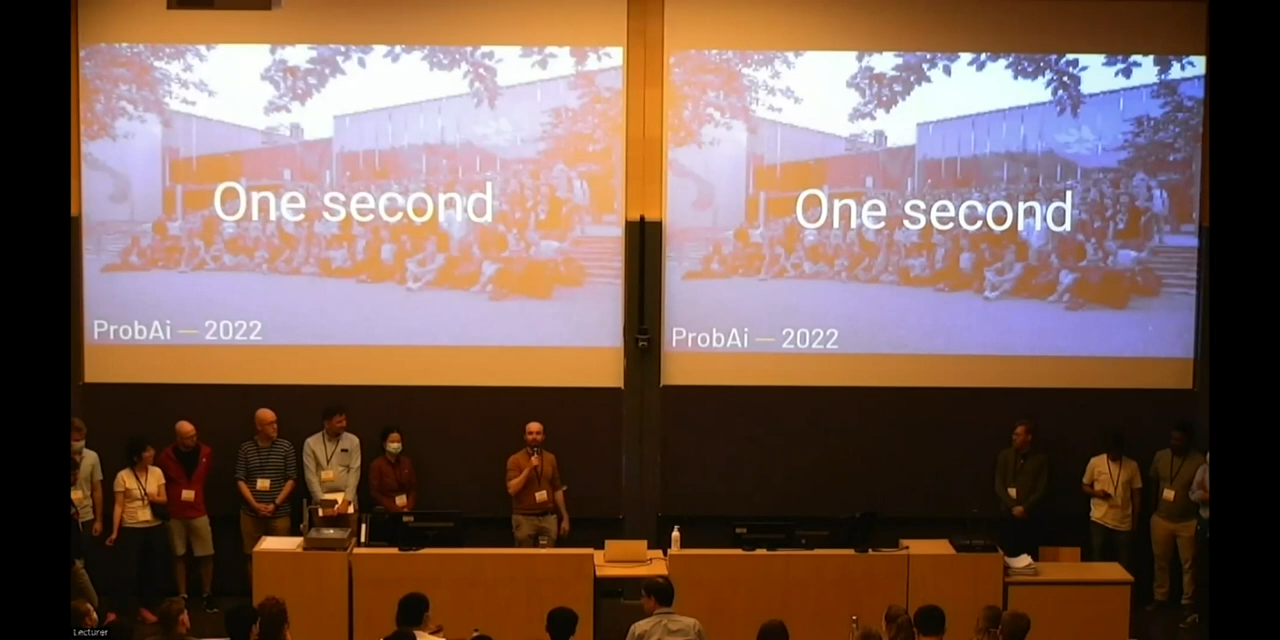 One second
ProbAi — 2022
One second
ProbAi — 2022
Lecturer